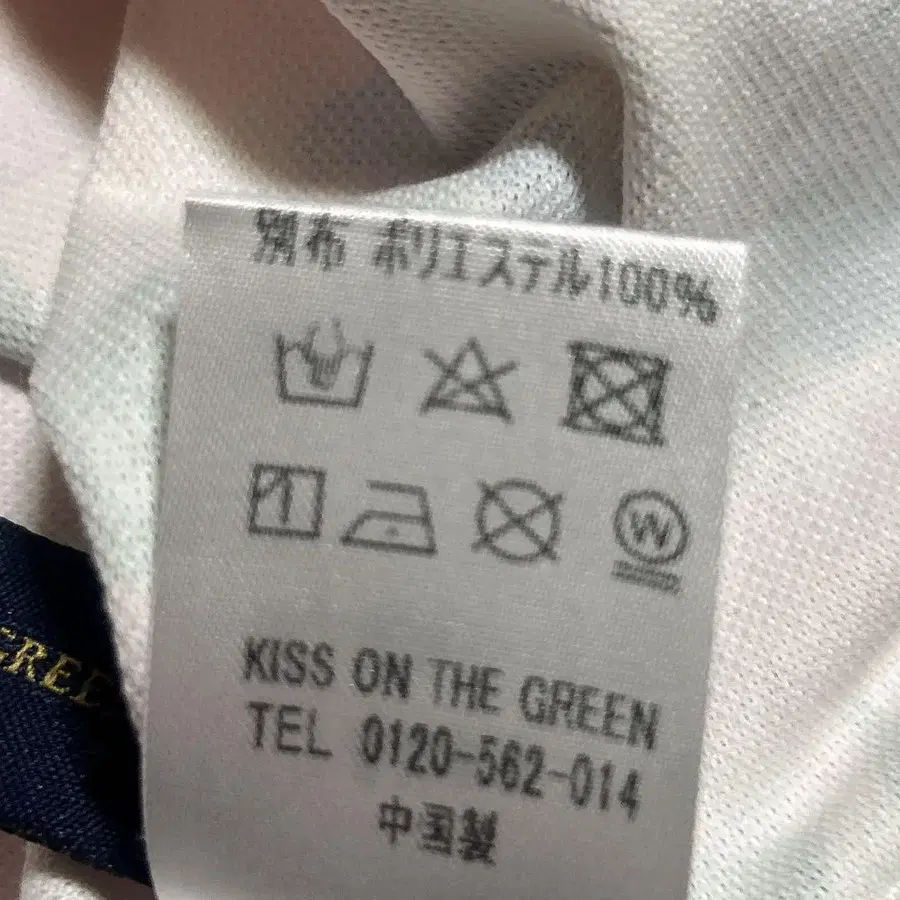 別布 ポリエステル100%
W
KISS ON THE GREEN
TEL 0120-562-014
中国製
GREE